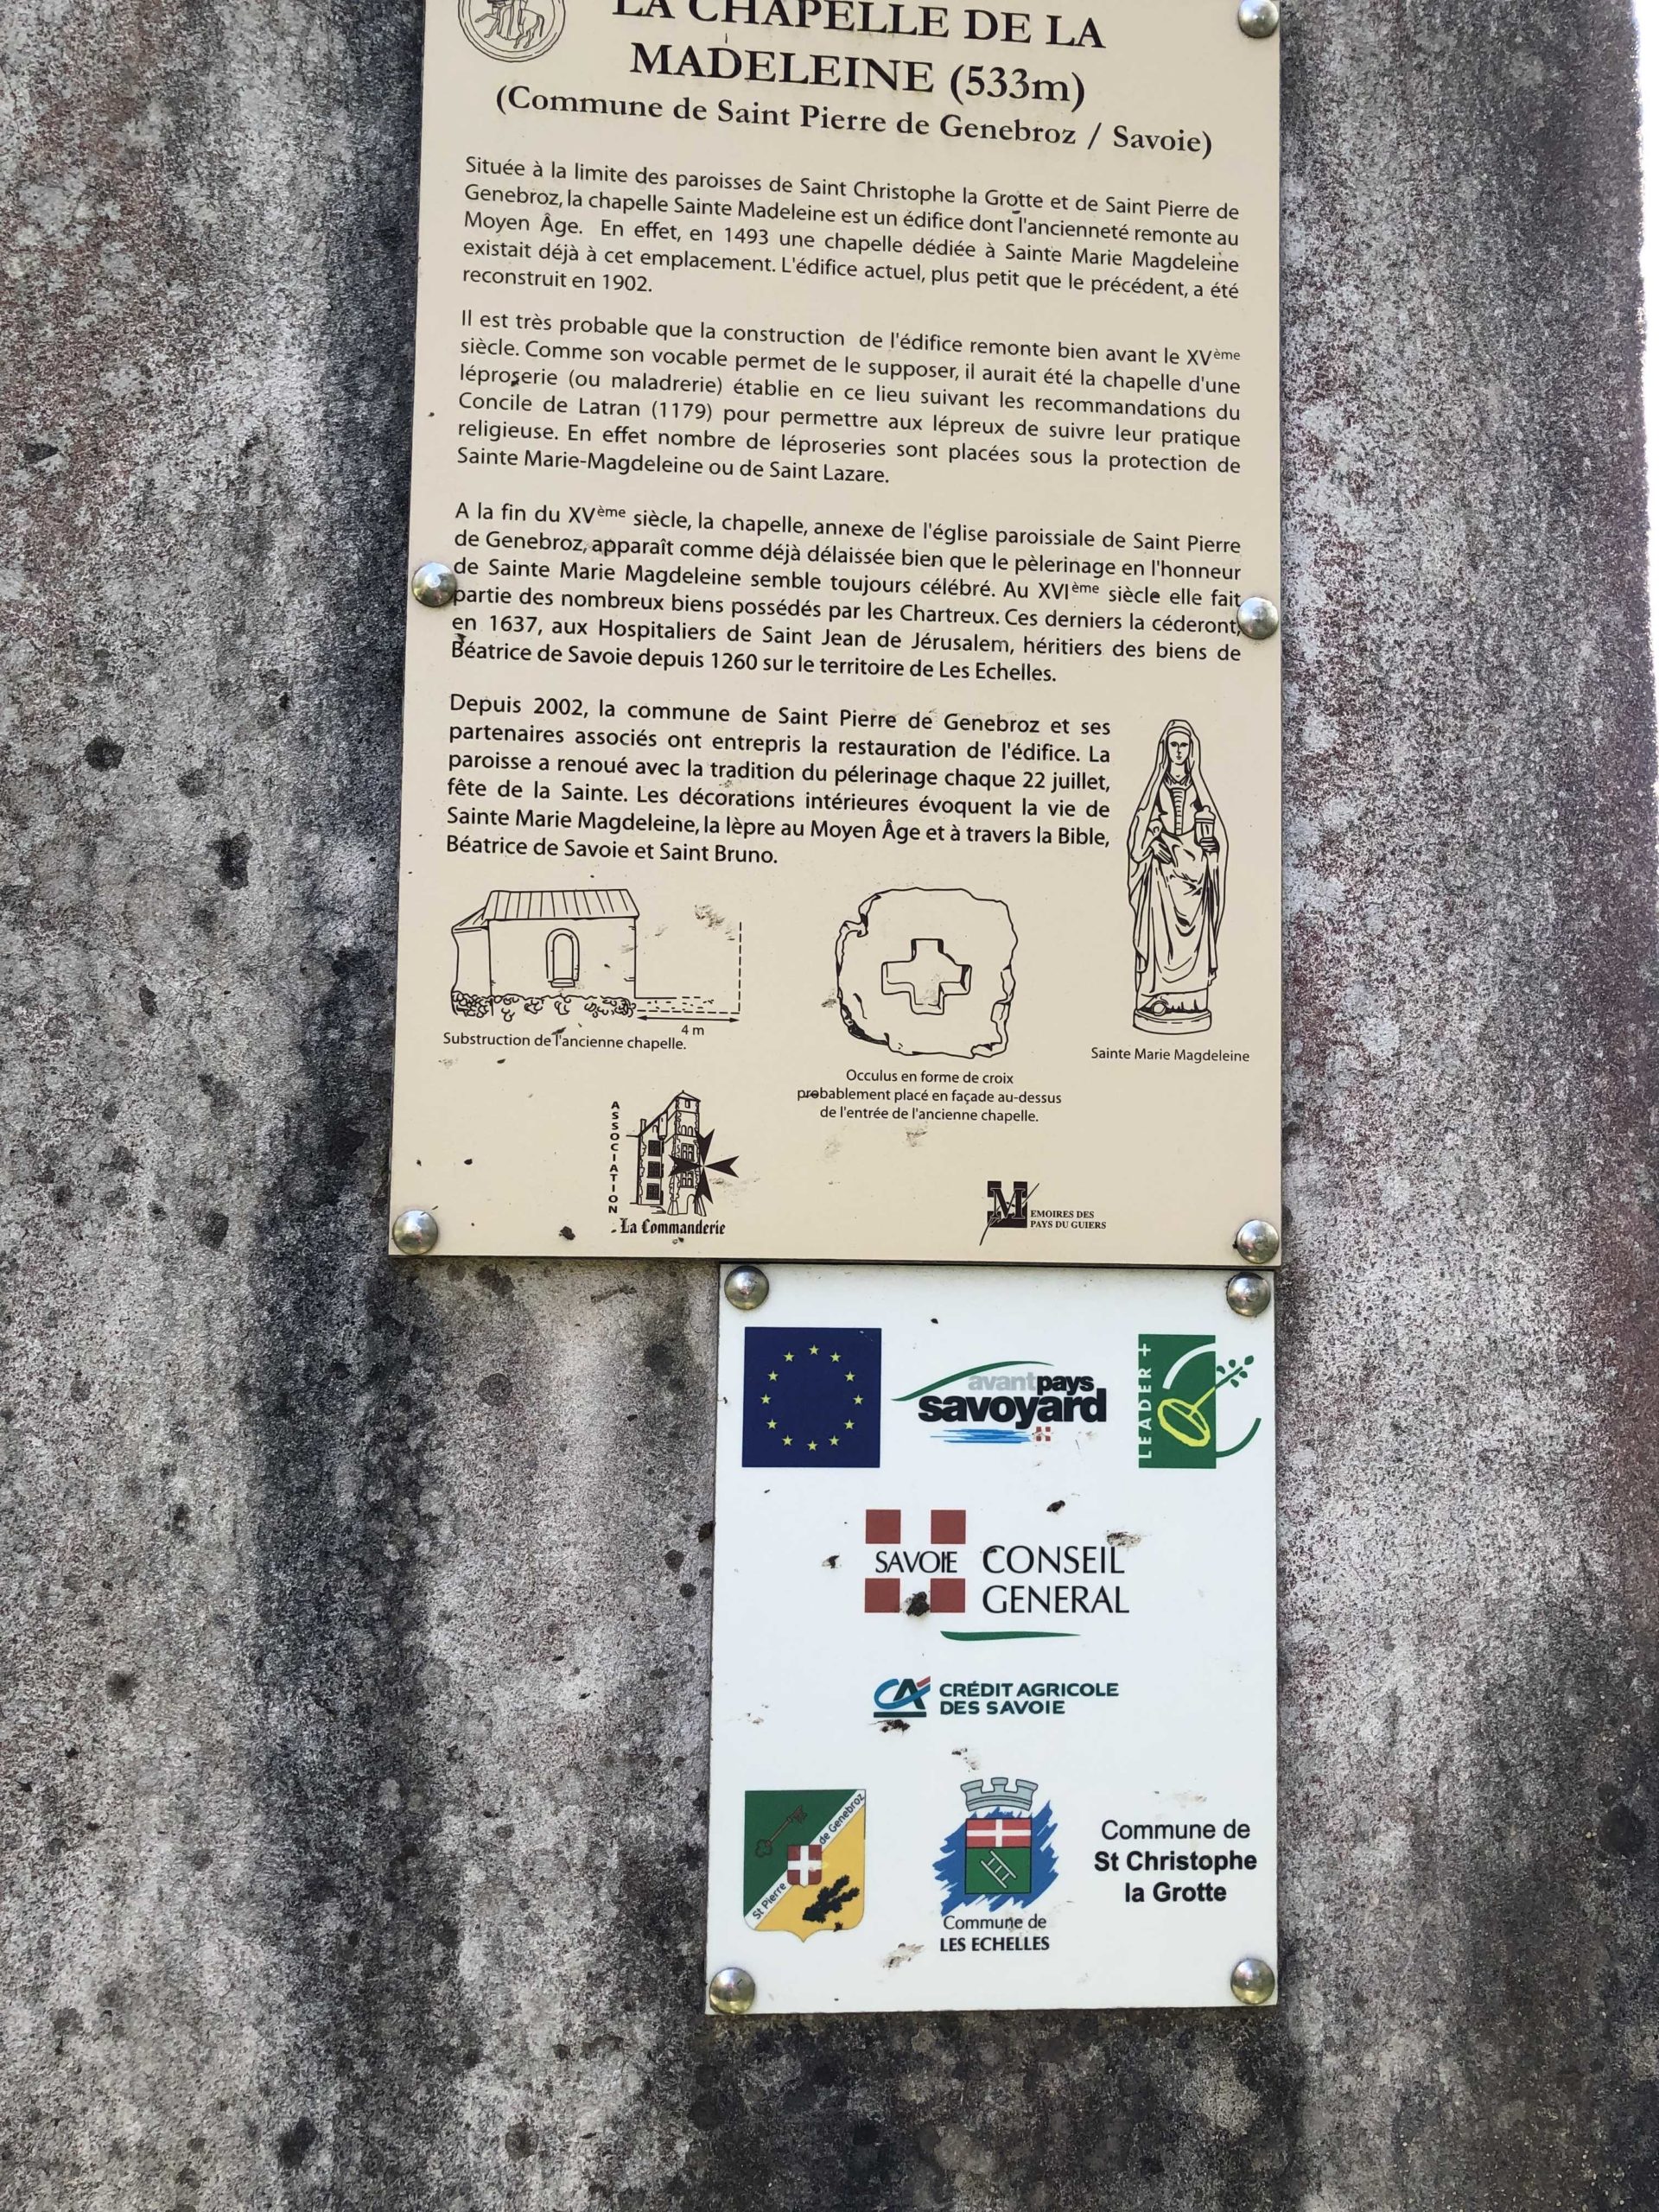 LA CHAPELLE DE LA
MADELEINE (533m)
(Commune de Saint Pierre de Genebroz / Savoie)
Située à la limite des paroisses de Saint Christophe la Grotte et de Saint Pierre de
Genebroz, la chapelle Sainte Madeleine est un édifice dont l'ancienneté remonte au
Moyen Âge. En effet, en 1493 une chapelle dédiée à Sainte Marie Magdeleine
existait déjà à cet emplacement. L'édifice actuel, plus petit que le précédent, a été
reconstruit en 1902.
Il est très probable que la construction de l'édifice remonte bien avant le XVème
siècle. Comme son vocable permet de le supposer, il aurait été la chapelle d'une
léproserie (ou maladrerie) établie en ce lieu suivant les recommandations du
Concile de Latran (1179) pour permettre aux lépreux de suivre leur pratique
religieuse. En effet nombre de léproseries sont placées sous la protection de
Sainte Marie-Magdeleine ou de Saint Lazare.
A la fin du XVème siècle, la chapelle, annexe de l'église paroissiale de Saint Pierre
de Genebroz, apparaît comme déjà délaissée bien que le pèlerinage en l'honneur
de Sainte Marie Magdeleine semble toujours célébré. Au XVIème siècle elle fait
partie des nombreux biens possédés par les Chartreux. Ces derniers la céderont,
en 1637, aux Hospitaliers de Saint Jean de Jérusalem, héritiers des biens de
Béatrice de Savoie depuis 1260 sur le territoire de Les Echelles.
Depuis 2002, la commune de Saint Pierre de Genebroz et ses
partenaires associés ont entrepris la restauration de l'édifice. La
paroisse a renoué avec la tradition du pélerinage chaque 22 juillet,
fête de la Sainte. Les décorations intérieures évoquent la vie de
Sainte Marie Magdeleine, la lèpre au Moyen Âge et à travers la Bible,
Béatrice de Savoie et Saint Bruno.
4 m
Substruction de l'ancienne chapelle.
Occulus en forme de croix
probablement placé en façade au-dessus
de l'entrée de l'ancienne chapelle.
Sainte Marie Magdeleine
ASSOCIATION
La Commanderie
MEMOIRES DES
PAYS DU GUIERS
avantpays
savoyard
LEADER +
SAVOIE CONSEIL
GENERAL
CA CRÉDIT AGRICOLE
DES SAVOIE
St Pierre de Genebroz
Commune de
LES ECHELLES
Commune de
St Christophe
la Grotte